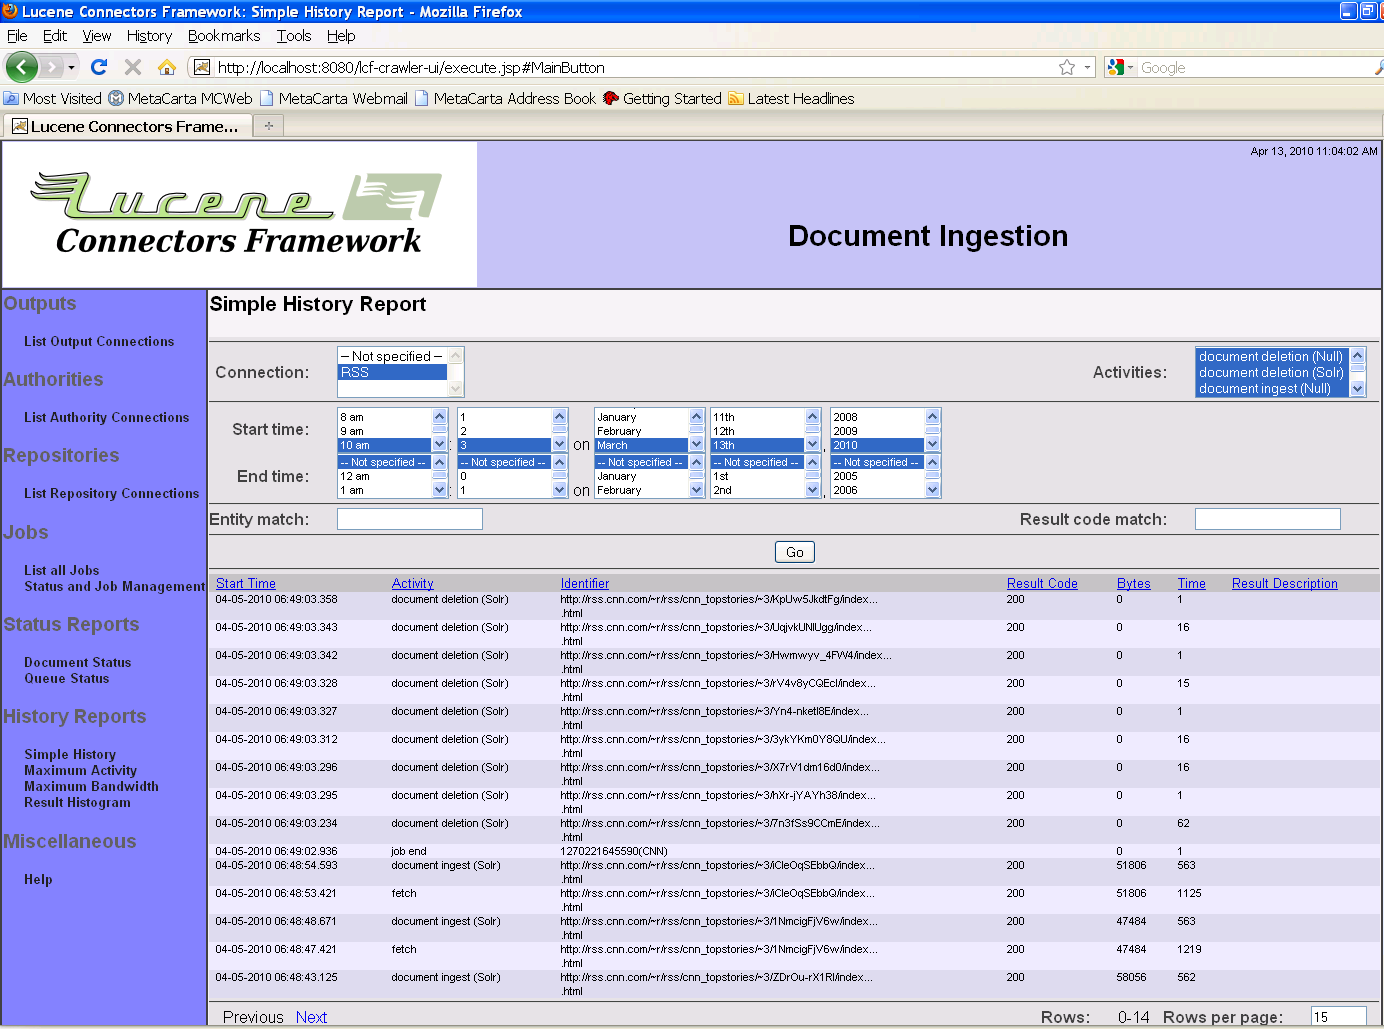 Lucene Connectors Framework: Simple History Report - Mozilla Firefox
File Edit View History Bookmarks Tools Help
http://localhost:8080/lcf-crawler-ui/execute.jsp#MainButton Google
Most Visited MetaCarta MCWeb MetaCarta Webmail MetaCarta Address Book Getting Started Latest Headlines
Lucene Connectors Frame...
Apr 13, 2010 11:04:02 AM
Lucene
Connectors Framework
Document Ingestion
Outputs
List Output Connections
Authorities
List Authority Connections
Repositories
List Repository Connections
Jobs
List all Jobs
Status and Job Management
Status Reports
Document Status
Queue Status
History Reports
Simple History
Maximum Activity
Maximum Bandwidth
Result Histogram
Miscellaneous
Help
Simple History Report
Connection: -- Not specified -- RSS
Activities: document deletion (Null) document deletion (Solr) document ingest (Null)
Start time: 8 am 9 am 10 am : 1 2 3 on January February March 11th 12th 13th , 2008 2009 2010
End time: -- Not specified -- 12 am 1 am : -- Not specified -- 0 1 on -- Not specified -- January February -- Not specified -- 1st 2nd , -- Not specified -- 2005 2006
Entity match: Result code match:
Go
Start Time Activity Identifier Result Code Bytes Time Result Description
04-05-2010 06:49:03.358 document deletion (Solr) http://rss.cnn.com/~r/rss/cnn_topstories/~3/KpUw5JkdtFg/index... 200 0 1
.html
04-05-2010 06:49:03.343 document deletion (Solr) http://rss.cnn.com/~r/rss/cnn_topstories/~3/UqjvkUNlUgg/index... 200 0 16
.html
04-05-2010 06:49:03.342 document deletion (Solr) http://rss.cnn.com/~r/rss/cnn_topstories/~3/Hwmwyv_4FW4/index... 200 0 1
.html
04-05-2010 06:49:03.328 document deletion (Solr) http://rss.cnn.com/~r/rss/cnn_topstories/~3/rV4v8yCQEcI/index... 200 0 15
.html
04-05-2010 06:49:03.327 document deletion (Solr) http://rss.cnn.com/~r/rss/cnn_topstories/~3/Yn4-nketI8E/index... 200 0 1
.html
04-05-2010 06:49:03.312 document deletion (Solr) http://rss.cnn.com/~r/rss/cnn_topstories/~3/3ykYKm0Y8QU/index... 200 0 16
.html
04-05-2010 06:49:03.296 document deletion (Solr) http://rss.cnn.com/~r/rss/cnn_topstories/~3/X7rV1dm16d0/index... 200 0 16
.html
04-05-2010 06:49:03.295 document deletion (Solr) http://rss.cnn.com/~r/rss/cnn_topstories/~3/hXr-jYAYh38/index... 200 0 1
.html
04-05-2010 06:49:03.234 document deletion (Solr) http://rss.cnn.com/~r/rss/cnn_topstories/~3/7n3fSs9CCmE/index... 200 0 62
.html
04-05-2010 06:49:02.936 job end 1270221645590(CNN) 0 1
04-05-2010 06:48:54.593 document ingest (Solr) http://rss.cnn.com/~r/rss/cnn_topstories/~3/iCleOqSEbbQ/index... 200 51806 563
.html
04-05-2010 06:48:53.421 fetch http://rss.cnn.com/~r/rss/cnn_topstories/~3/iCleOqSEbbQ/index... 200 51806 1125
.html
04-05-2010 06:48:48.671 document ingest (Solr) http://rss.cnn.com/~r/rss/cnn_topstories/~3/1NmcigFjV6w/index... 200 47484 563
.html
04-05-2010 06:48:47.421 fetch http://rss.cnn.com/~r/rss/cnn_topstories/~3/1NmcigFjV6w/index... 200 47484 1219
.html
04-05-2010 06:48:43.125 document ingest (Solr) http://rss.cnn.com/~r/rss/cnn_topstories/~3/ZDrOu-rX1RI/index... 200 58056 562
.html
Previous Next Rows: 0-14 Rows per page: 15